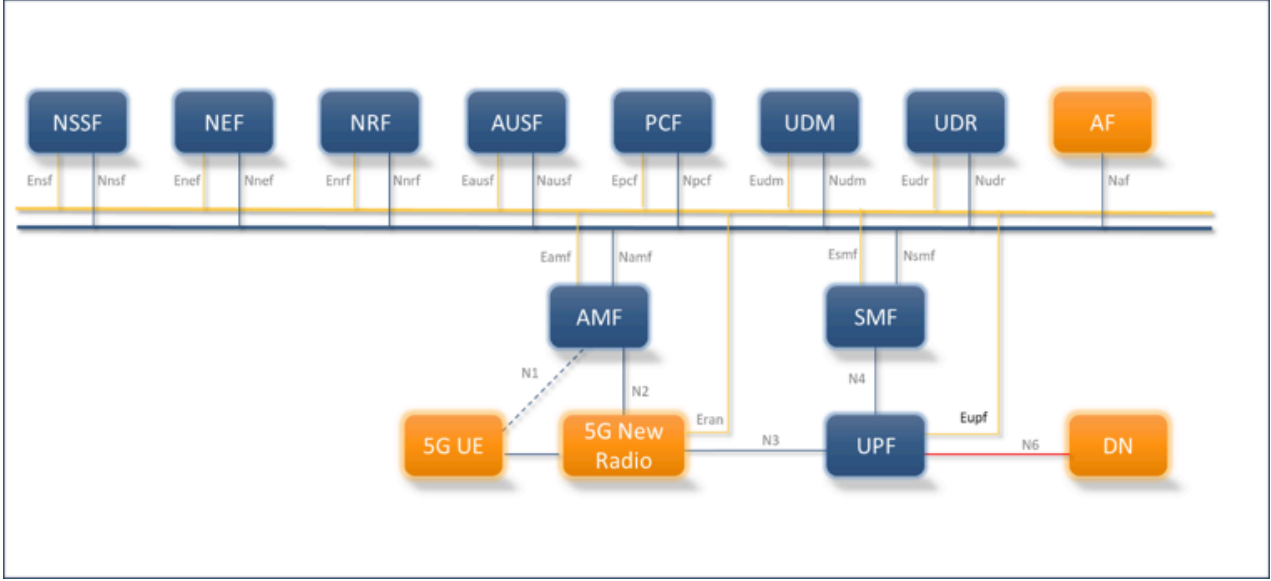 NSSF
NEF
NRF
AUSF
PCF
UDM
UDR
AF
Ensf
Nnsf
Enef
Nnef
Enrf
Nnrf
Eausf
Nausf
Epcf
Npcf
Eudm
Nudm
Eudr
Nudr
Naf
Eamf
Namf
Esmf
Nsmf
AMF
SMF
N1
N2
N4
Eran
Eupf
5G UE
5G New
Radio
N3
UPF
N6
DN